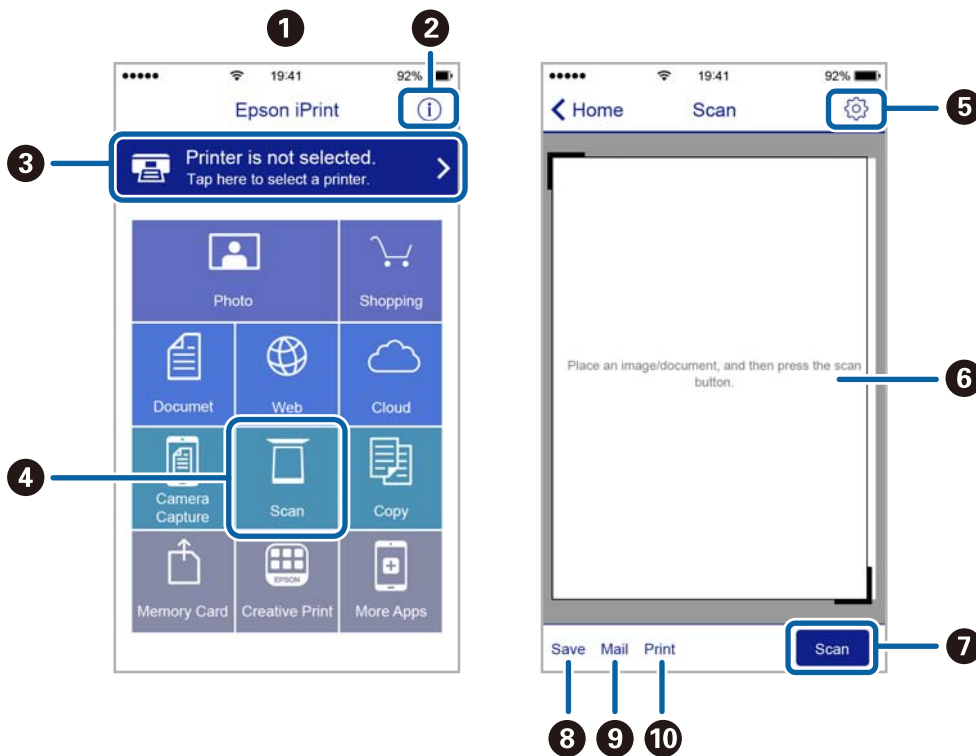 1
2
19:41 92%
Epson iPrint
3
Printer is not selected.
Tap here to select a printer.
Photo
Shopping
Documet
Web
Cloud
4
Camera
Capture
Scan
Copy
EPSON
Memory Card
Creative Print
More Apps
19:41 92%
Home Scan
5
Place an image/document, and then press the scan
button.
6
Save Mail Print Scan
7
8 9 10